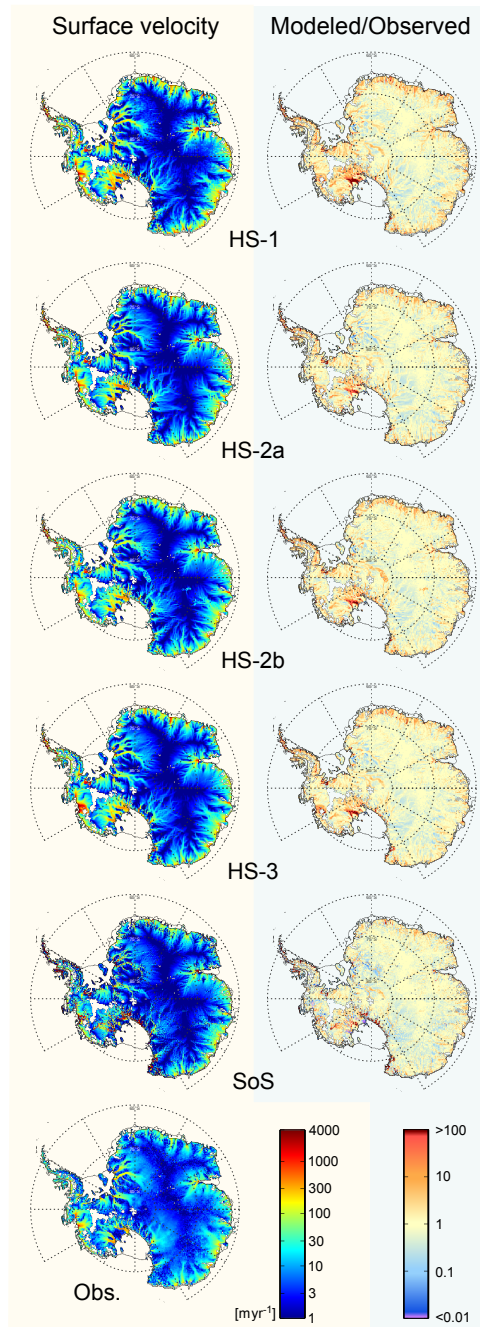 Surface velocity Modeled/Observed
HS-1
HS-2a
HS-2b
HS-3
SoS
4000 >100
1000
300 10
100
30 1
10
3 0.1
1 <0.01
[myr⁻¹]
Obs.